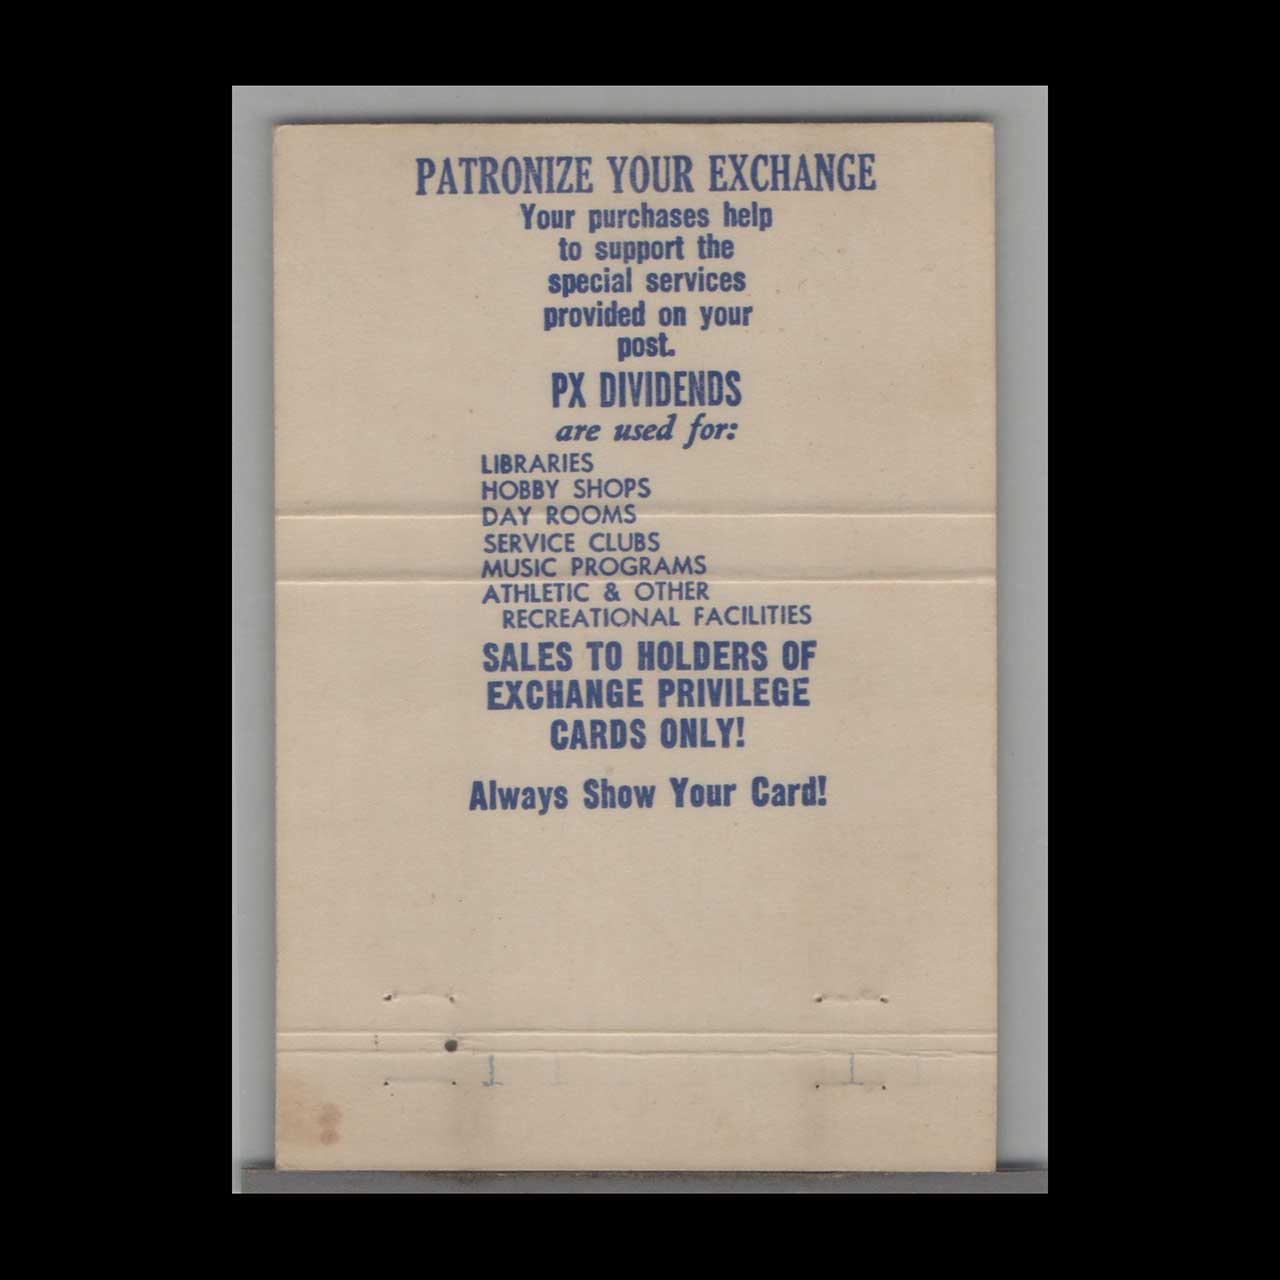 PATRONIZE YOUR EXCHANGE
Your purchases help
to support the
special services
provided on your
post.
PX DIVIDENDS
are used for:
LIBRARIES
HOBBY SHOPS
DAY ROOMS
SERVICE CLUBS
MUSIC PROGRAMS
ATHLETIC & OTHER
RECREATIONAL FACILITIES
SALES TO HOLDERS OF
EXCHANGE PRIVILEGE
CARDS ONLY!
Always Show Your Card!